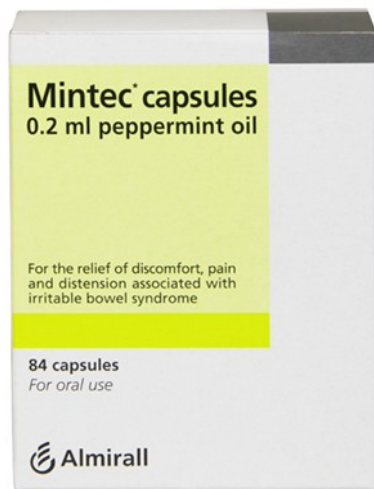 Mintec* capsules
0.2 ml peppermint oil
For the relief of discomfort, pain
and distension associated with
irritable bowel syndrome
84 capsules
For oral use
Almirall